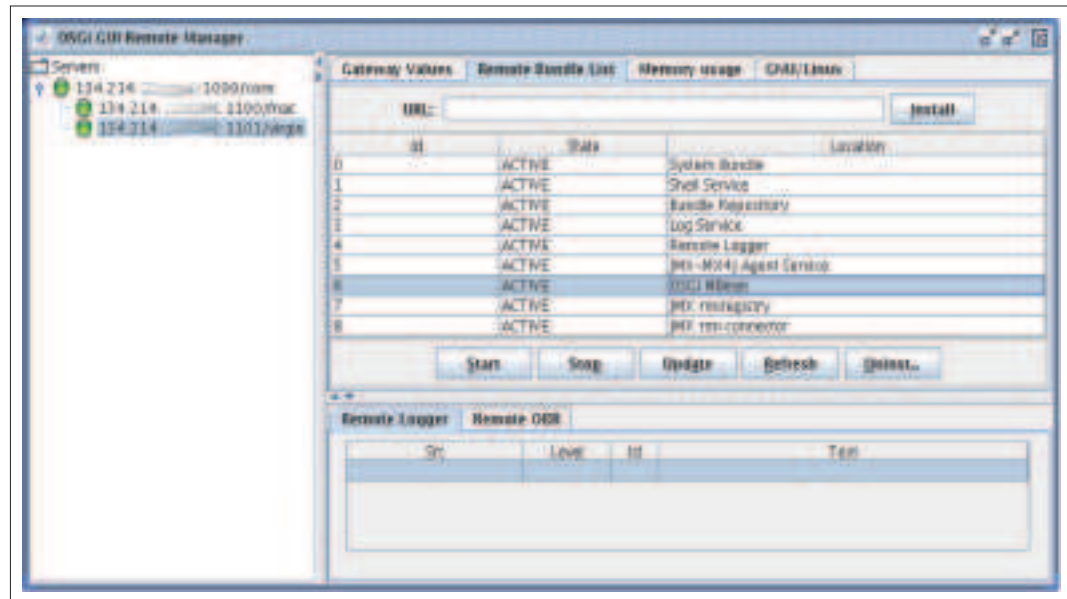 OSGi GUI Remote Manager
Servers
134.214 1090/nom
134.214 1100/frac
134.214 1101/virgin
Gateway Values Remote Bundle List Memory usage GNU/Linux
URL: Install
Id State Location
0 ACTIVE System Bundle
1 ACTIVE Shell Service
2 ACTIVE Bundle Repository
3 ACTIVE Log Service
4 ACTIVE Remote Logger
5 ACTIVE JMX-MX4J Agent Service
6 ACTIVE OSGI MBean
7 ACTIVE JMX rmiregistry
8 ACTIVE JMX rmi connector
Start Stop Update Refresh Uninst...
Remote Logger Remote OBR
Src Level Id Text